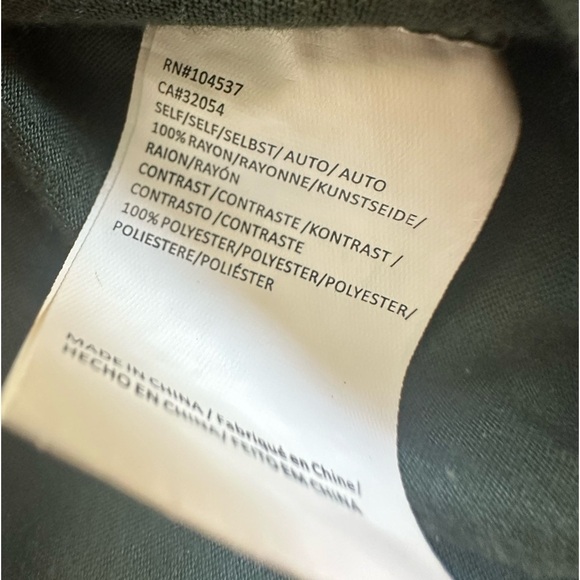 RN#104537
CA#32054
SELF/SELF/SELBST/ AUTO/ AUTO
100% RAYON/RAYONNE/KUNSTSEIDE/
RAION/RAYÓN
CONTRAST/CONTRASTE/KONTRAST/
CONTRASTO/CONTRASTE
100% POLYESTER/POLYESTER/POLYESTER/
POLIESTERE/POLIÉSTER
MADE IN CHINA/ Fabriqué en Chine/
HECHO EN CHINA/ FEITO EM CHINA